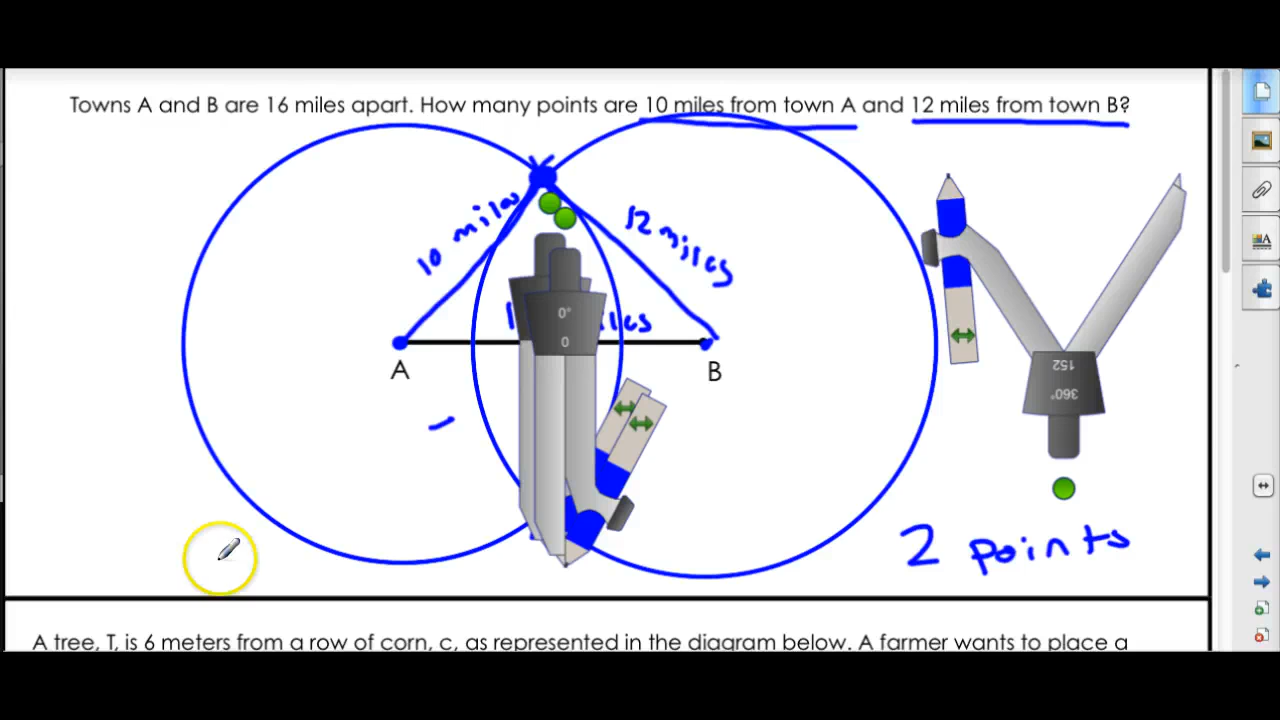 Towns A and B are 16 miles apart. How many points are 10 miles from town A and 12 miles from town B?
10 miles
12 miles
A
B
0°
0
152
360°
2 points
A tree, T, is 6 meters from a row of corn, c, as represented in the diagram below. A farmer wants to place a